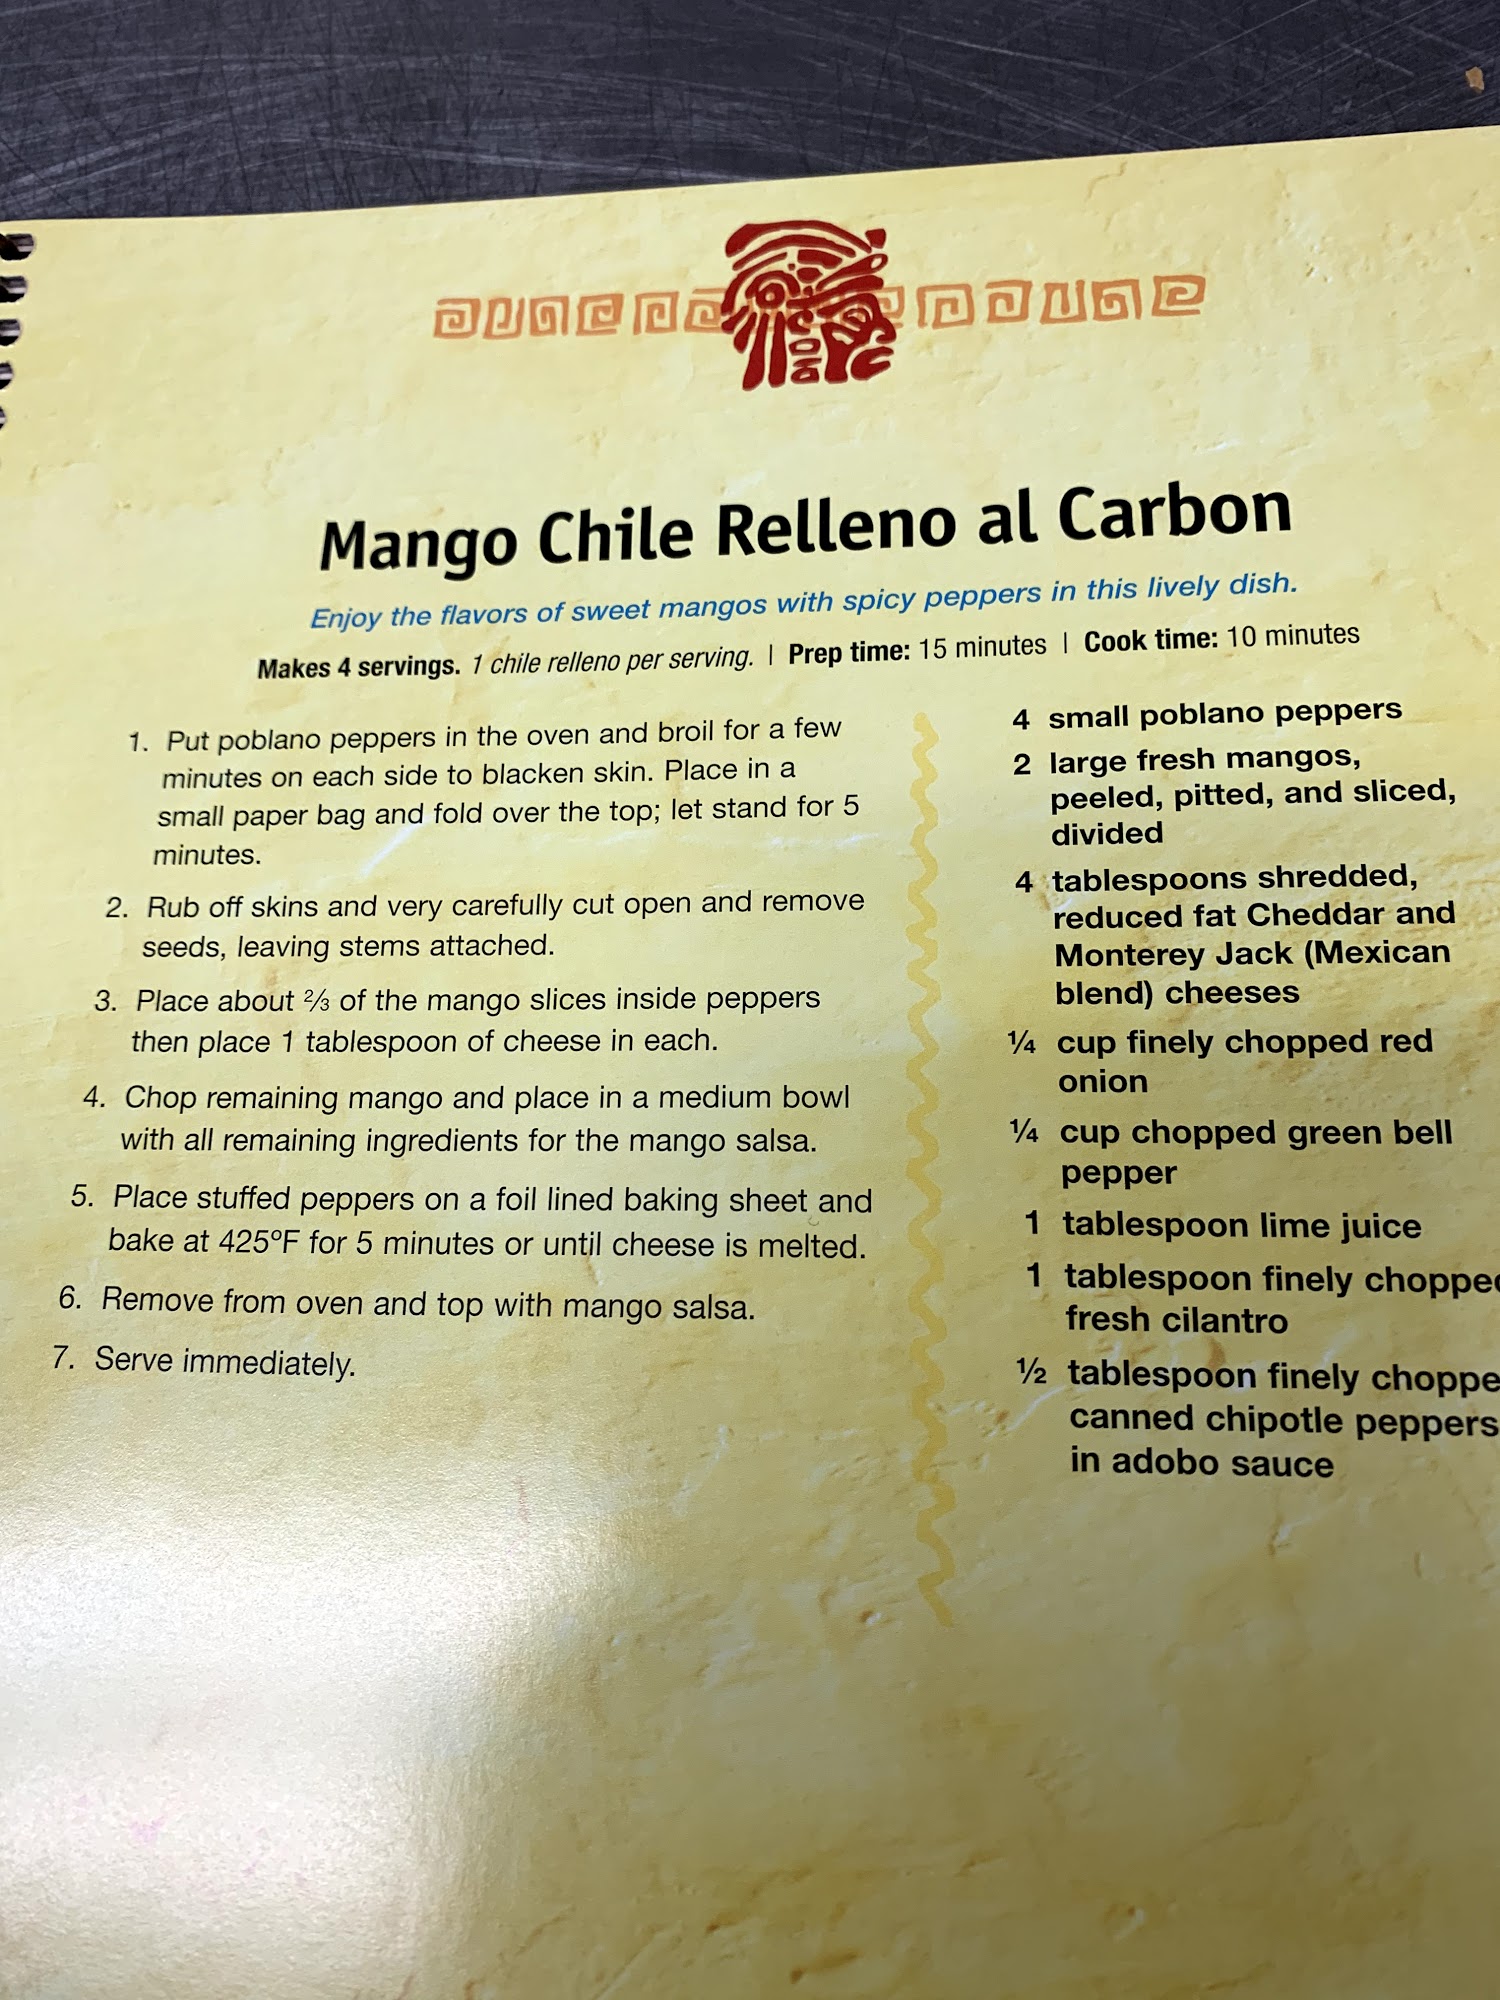 Mango Chile Relleno al Carbon
Enjoy the flavors of sweet mangos with spicy peppers in this lively dish.
Makes 4 servings. 1 chile relleno per serving. | Prep time: 15 minutes | Cook time: 10 minutes
1. Put poblano peppers in the oven and broil for a few
minutes on each side to blacken skin. Place in a
small paper bag and fold over the top; let stand for 5
minutes.
2. Rub off skins and very carefully cut open and remove
seeds, leaving stems attached.
3. Place about ⅔ of the mango slices inside peppers
then place 1 tablespoon of cheese in each.
4. Chop remaining mango and place in a medium bowl
with all remaining ingredients for the mango salsa.
5. Place stuffed peppers on a foil lined baking sheet and
bake at 425ºF for 5 minutes or until cheese is melted.
6. Remove from oven and top with mango salsa.
7. Serve immediately.
4 small poblano peppers
2 large fresh mangos,
peeled, pitted, and sliced,
divided
4 tablespoons shredded,
reduced fat Cheddar and
Monterey Jack (Mexican
blend) cheeses
¼ cup finely chopped red
onion
¼ cup chopped green bell
pepper
1 tablespoon lime juice
1 tablespoon finely chopped
fresh cilantro
½ tablespoon finely choppe
canned chipotle peppers
in adobo sauce